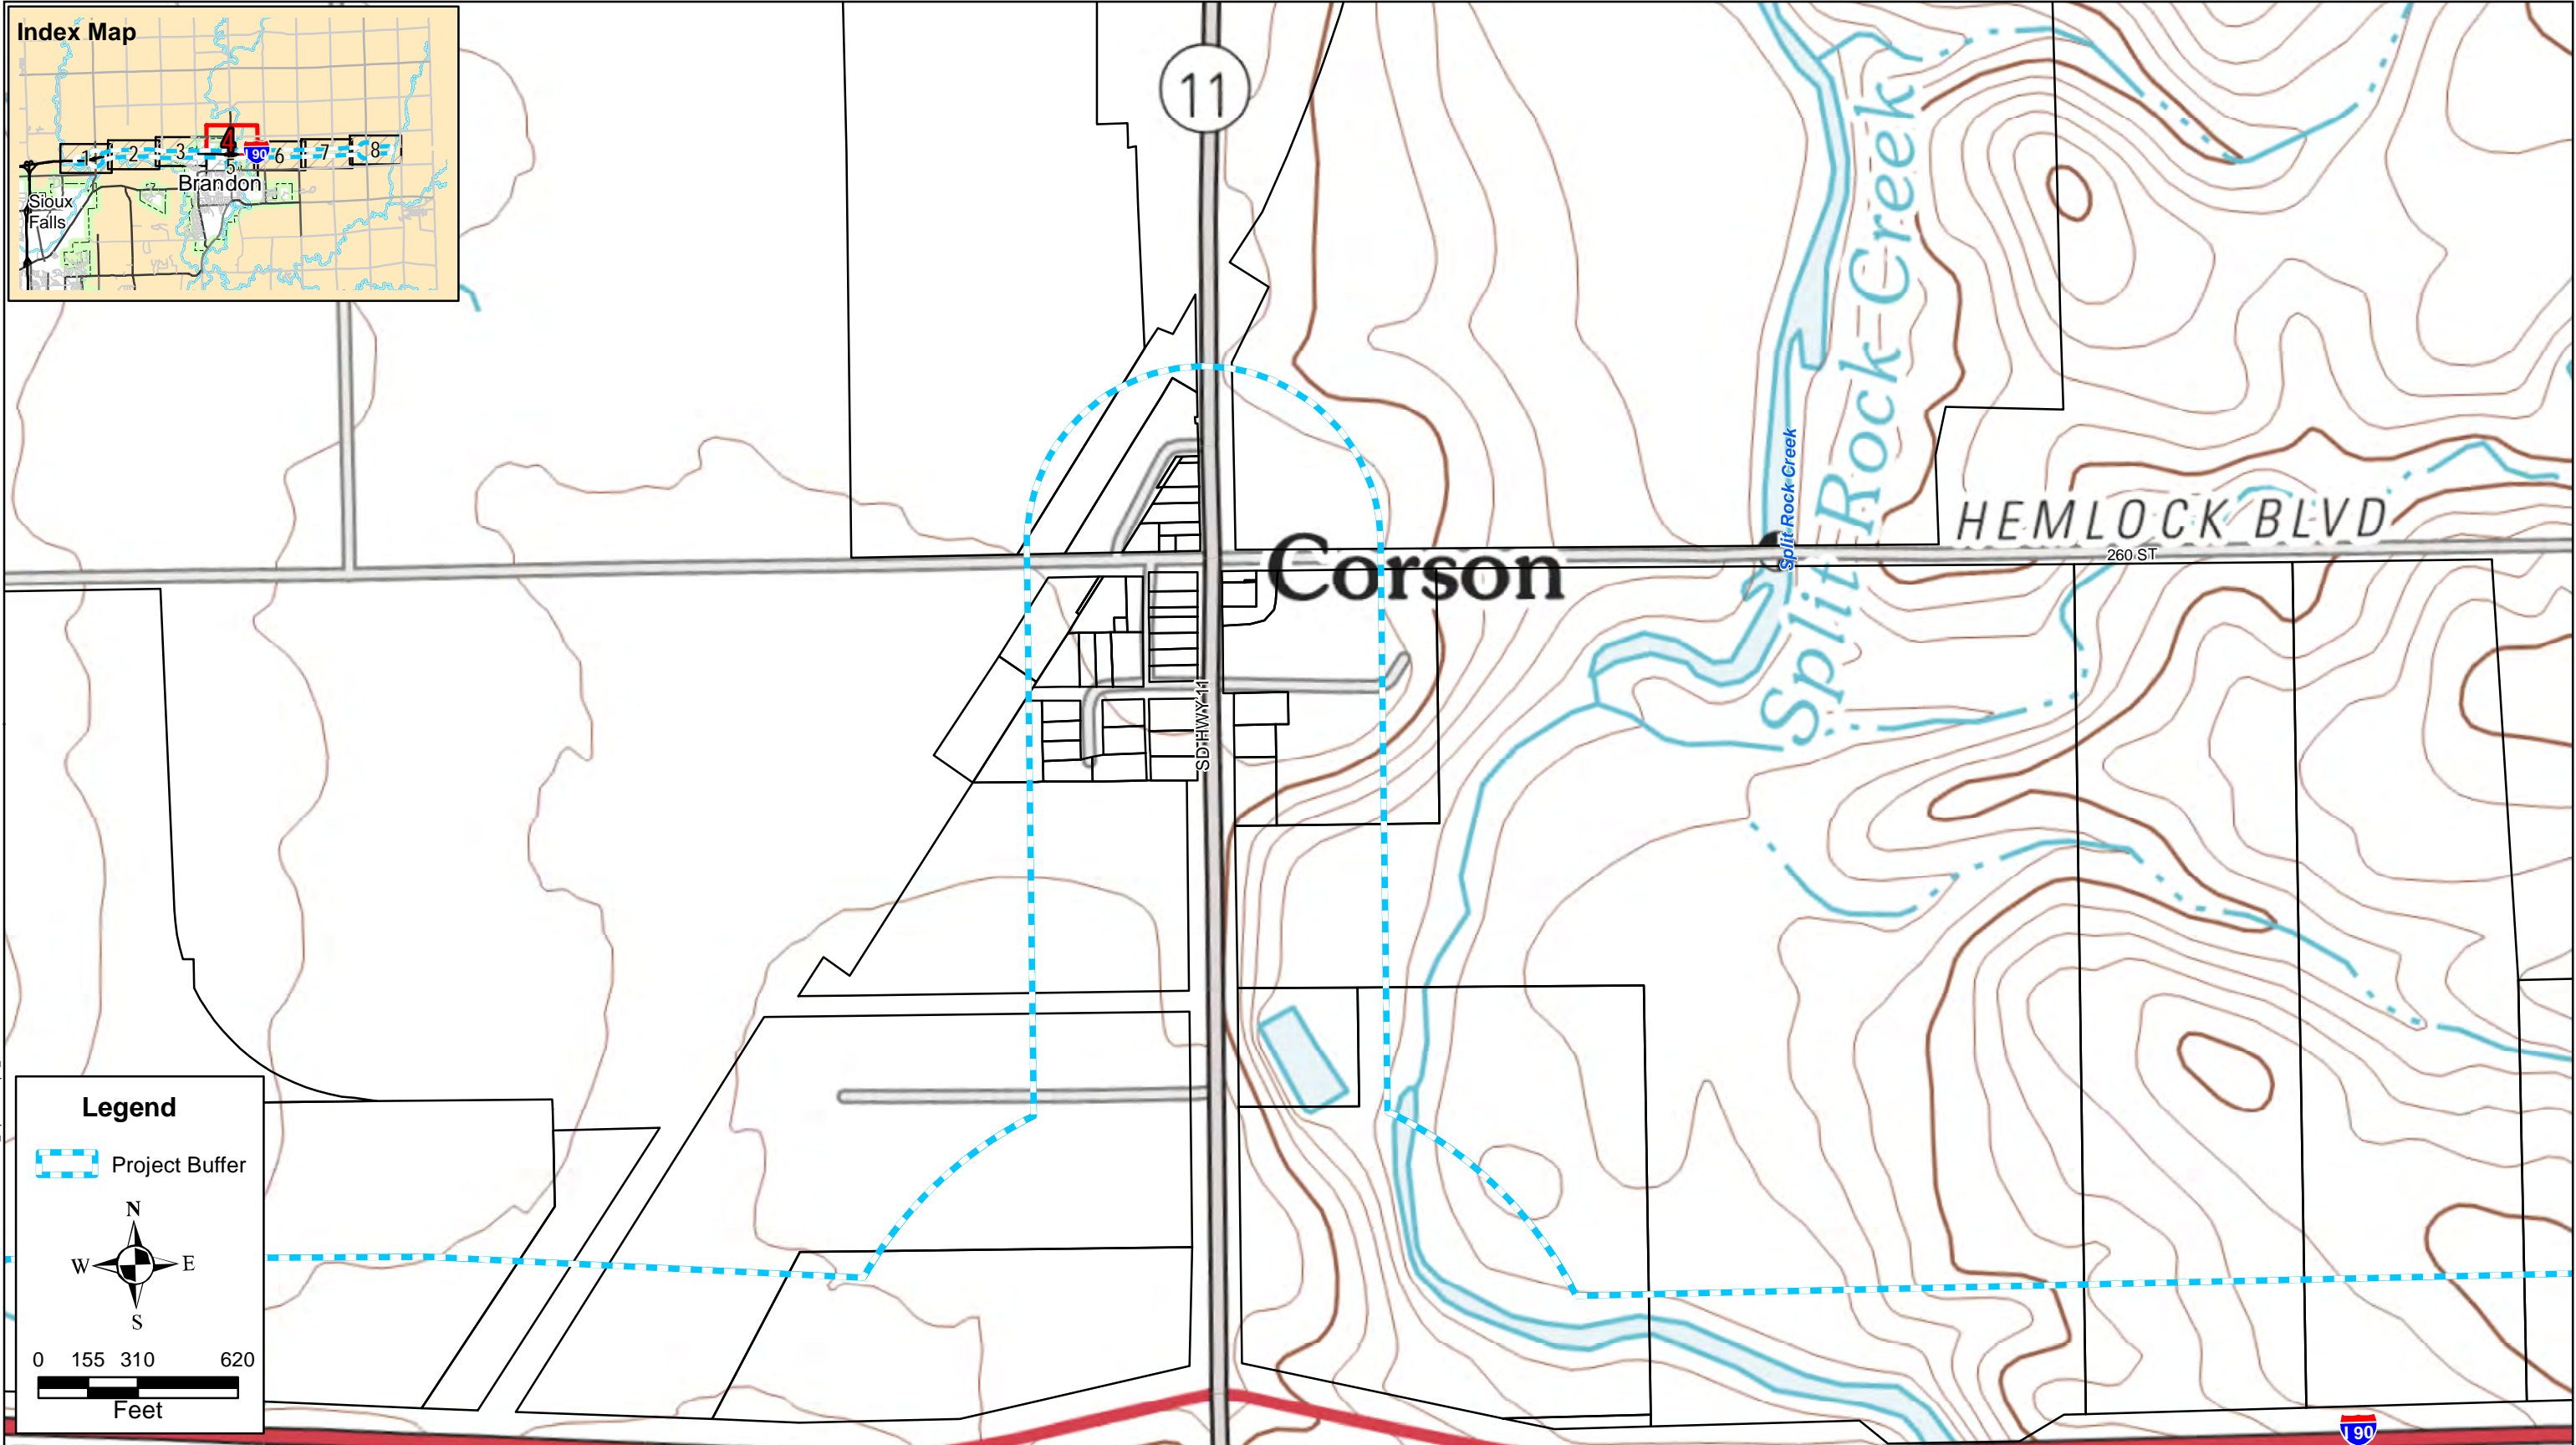 Index Map
1
2
3
4
I 90
5
6
7
8
Brandon
Sioux
Falls
11
Split Rock Creek
Split Rock Creek
HEMLOCK BLVD
260 ST
Corson
SD HWY 11
Legend
Project Buffer
N
W
E
S
0 155 310 620
Feet
I 90